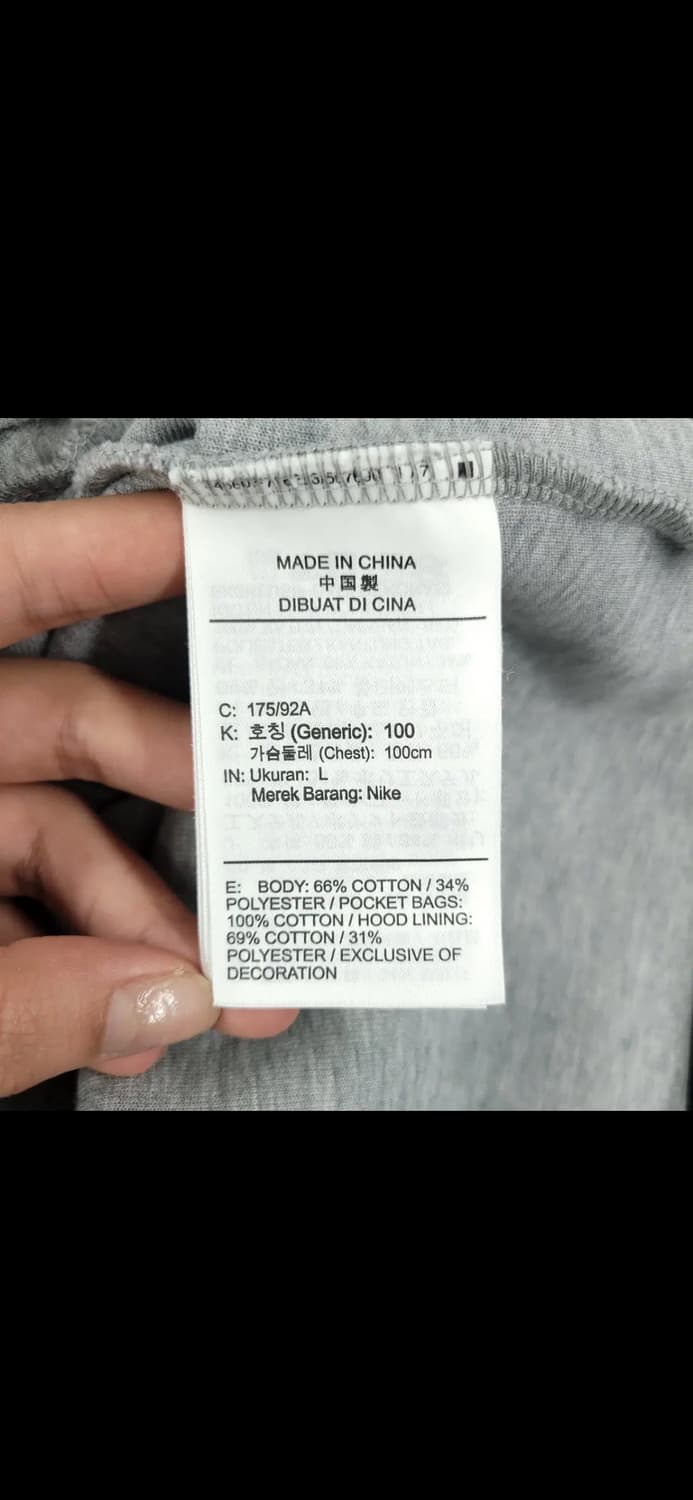 MADE IN CHINA
中国製
DIBUAT DI CINA
C: 175/92A
K: 호칭 (Generic): 100
가슴둘레 (Chest): 100cm
IN: Ukuran: L
Merek Barang: Nike
E: BODY: 66% COTTON / 34%
POLYESTER / POCKET BAGS:
100% COTTON / HOOD LINING:
69% COTTON / 31%
POLYESTER / EXCLUSIVE OF
DECORATION